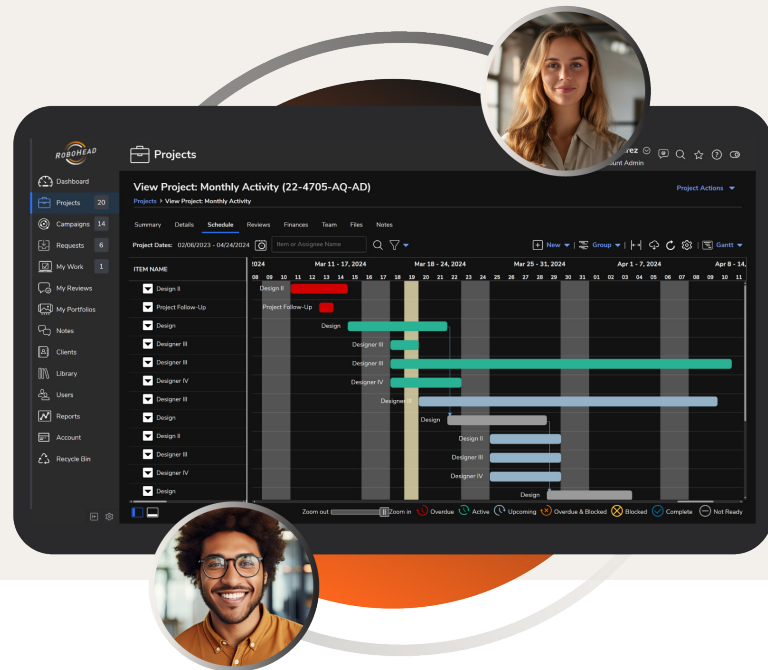 ROBOHEAD
Projects
Dashboard
Projects 20
Campaigns 14
Requests 6
My Work 1
My Reviews
My Portfolios
Notes
Clients
Library
Users
Reports
Account
Recycle Bin
View Project: Monthly Activity (22-4705-AQ-AD)
Project Actions
Projects View Project: Monthly Activity
Summary Details Schedule Reviews Finances Team Files Notes
Project Dates: 02/06/2023 - 04/24/2024 Item or Assignee Name New Group Gantt
ITEM NAME
2024 Mar 11 - 17, 2024 Mar 18 - 24, 2024 Mar 25 - 31, 2024 Apr 1 - 7, 2024 Apr 8 - 14,
08 09 10 11 12 13 14 15 16 17 18 19 20 21 22 23 24 25 26 27 28 29 30 31 01 02 03 04 05 06 07 08 09 10 11
Design II Design II
Project Follow-Up Project Follow-Up
Design Design
Designer III Designer III
Designer III Designer III
Designer IV Designer IV
Designer III Designer III
Design Design
Design II Design II
Designer III Designer III
Designer IV Designer IV
Design Design
Zoom out Zoom in Overdue Active Upcoming Overdue & Blocked Blocked Complete Not Ready